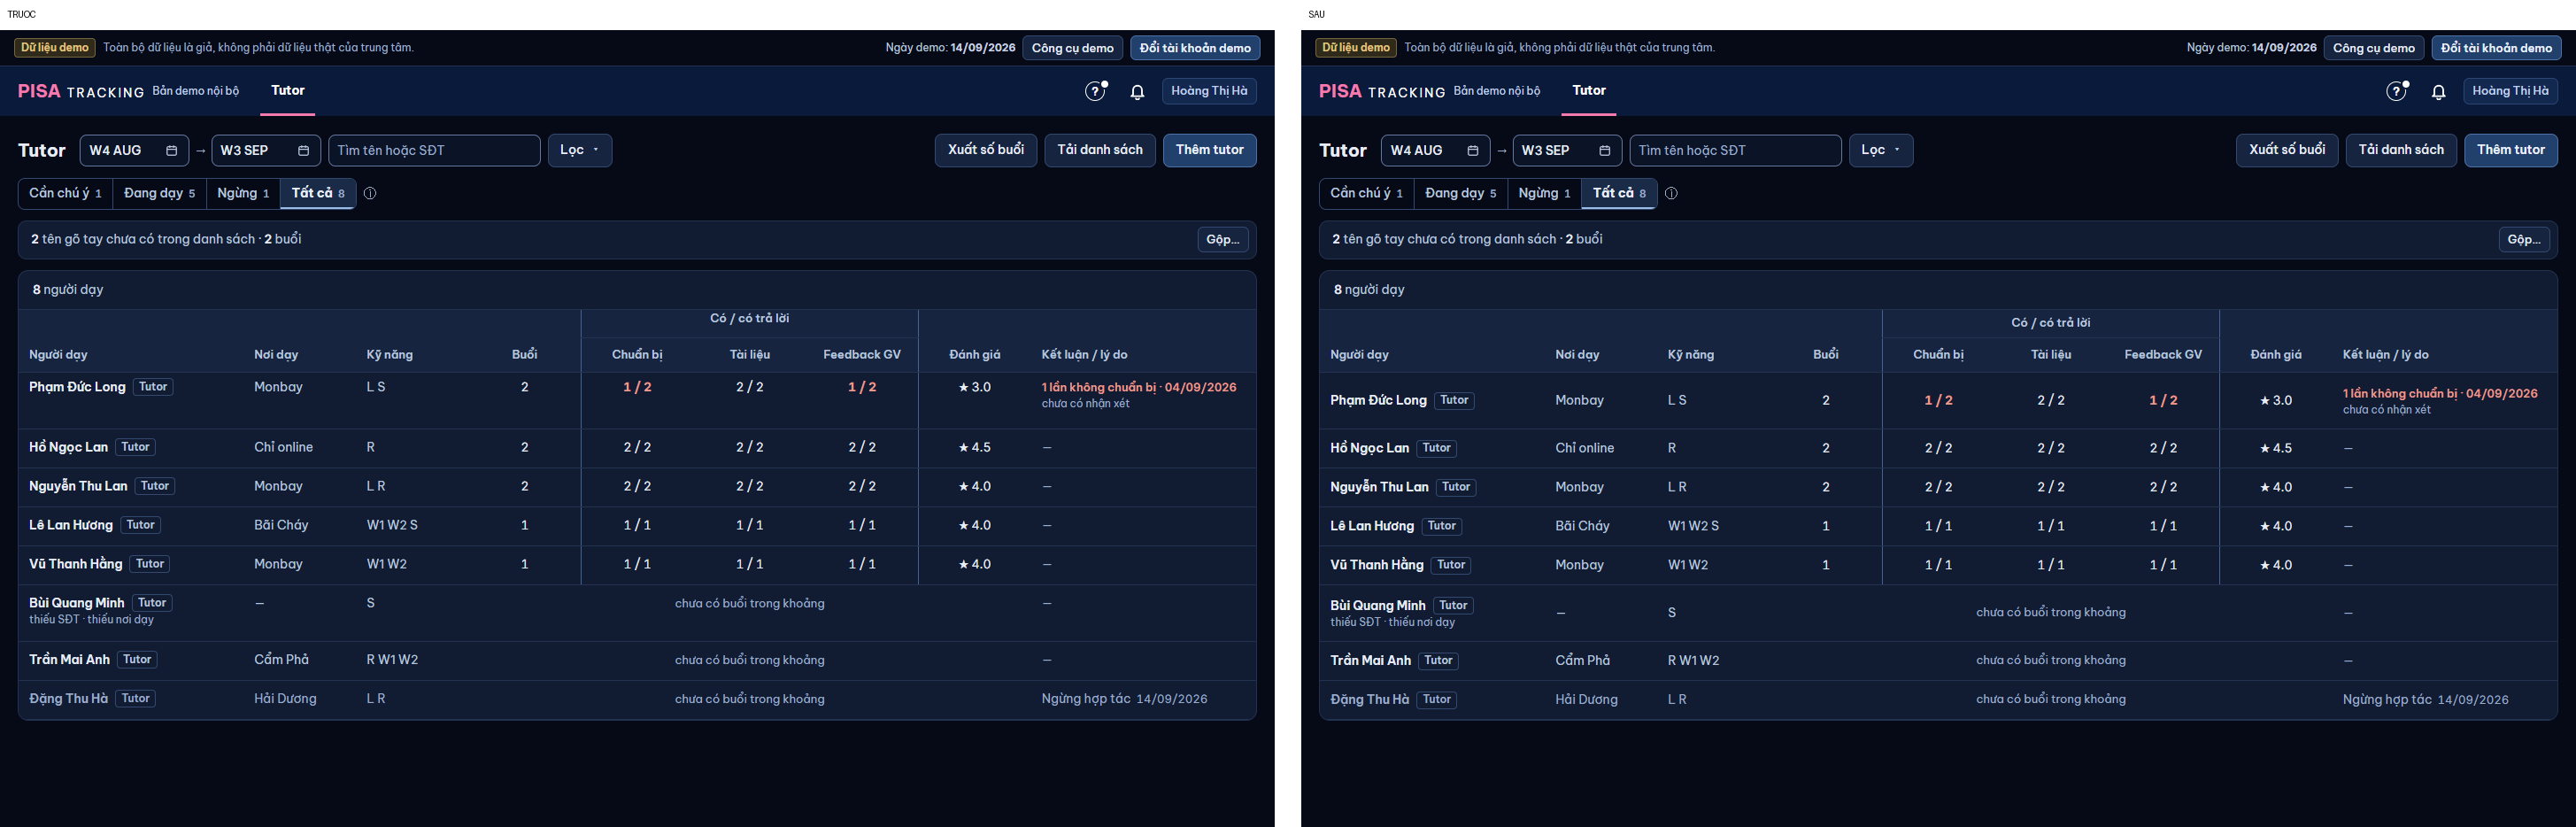 TRUOC
Dữ liệu demo Toàn bộ dữ liệu là giả, không phải dữ liệu thật của trung tâm. Ngày demo: 14/09/2026 Công cụ demo Đổi tài khoản demo
PISA TRACKING Bản demo nội bộ Tutor ? Hoàng Thị Hà
Tutor W4 AUG → W3 SEP Tìm tên hoặc SĐT Lọc Xuất số buổi Tải danh sách Thêm tutor
Cần chú ý 1 Đang dạy 5 Ngừng 1 Tất cả 8 ⓘ
2 tên gõ tay chưa có trong danh sách · 2 buổi Gộp...
8 người dạy
Có / có trả lời
Người dạy Nơi dạy Kỹ năng Buổi Chuẩn bị Tài liệu Feedback GV Đánh giá Kết luận / lý do
Phạm Đức Long Tutor Monbay L S 2 1 / 2 2 / 2 1 / 2 ★ 3.0 1 lần không chuẩn bị · 04/09/2026
chưa có nhận xét
Hồ Ngọc Lan Tutor Chỉ online R 2 2 / 2 2 / 2 2 / 2 ★ 4.5 —
Nguyễn Thu Lan Tutor Monbay L R 2 2 / 2 2 / 2 2 / 2 ★ 4.0 —
Lê Lan Hương Tutor Bãi Cháy W1 W2 S 1 1 / 1 1 / 1 1 / 1 ★ 4.0 —
Vũ Thanh Hằng Tutor Monbay W1 W2 1 1 / 1 1 / 1 1 / 1 ★ 4.0 —
Bùi Quang Minh Tutor — S chưa có buổi trong khoảng —
thiếu SĐT · thiếu nơi dạy
Trần Mai Anh Tutor Cẩm Phả R W1 W2 chưa có buổi trong khoảng —
Đặng Thu Hà Tutor Hải Dương L R chưa có buổi trong khoảng Ngừng hợp tác 14/09/2026
SAU
Dữ liệu demo Toàn bộ dữ liệu là giả, không phải dữ liệu thật của trung tâm. Ngày demo: 14/09/2026 Công cụ demo Đổi tài khoản demo
PISA TRACKING Bản demo nội bộ Tutor ? Hoàng Thị Hà
Tutor W4 AUG → W3 SEP Tìm tên hoặc SĐT Lọc Xuất số buổi Tải danh sách Thêm tutor
Cần chú ý 1 Đang dạy 5 Ngừng 1 Tất cả 8 ⓘ
2 tên gõ tay chưa có trong danh sách · 2 buổi Gộp...
8 người dạy
Có / có trả lời
Người dạy Nơi dạy Kỹ năng Buổi Chuẩn bị Tài liệu Feedback GV Đánh giá Kết luận / lý do
Phạm Đức Long Tutor Monbay L S 2 1 / 2 2 / 2 1 / 2 ★ 3.0 1 lần không chuẩn bị · 04/09/2026
chưa có nhận xét
Hồ Ngọc Lan Tutor Chỉ online R 2 2 / 2 2 / 2 2 / 2 ★ 4.5 —
Nguyễn Thu Lan Tutor Monbay L R 2 2 / 2 2 / 2 2 / 2 ★ 4.0 —
Lê Lan Hương Tutor Bãi Cháy W1 W2 S 1 1 / 1 1 / 1 1 / 1 ★ 4.0 —
Vũ Thanh Hằng Tutor Monbay W1 W2 1 1 / 1 1 / 1 1 / 1 ★ 4.0 —
Bùi Quang Minh Tutor — S chưa có buổi trong khoảng —
thiếu SĐT · thiếu nơi dạy
Trần Mai Anh Tutor Cẩm Phả R W1 W2 chưa có buổi trong khoảng —
Đặng Thu Hà Tutor Hải Dương L R chưa có buổi trong khoảng Ngừng hợp tác 14/09/2026